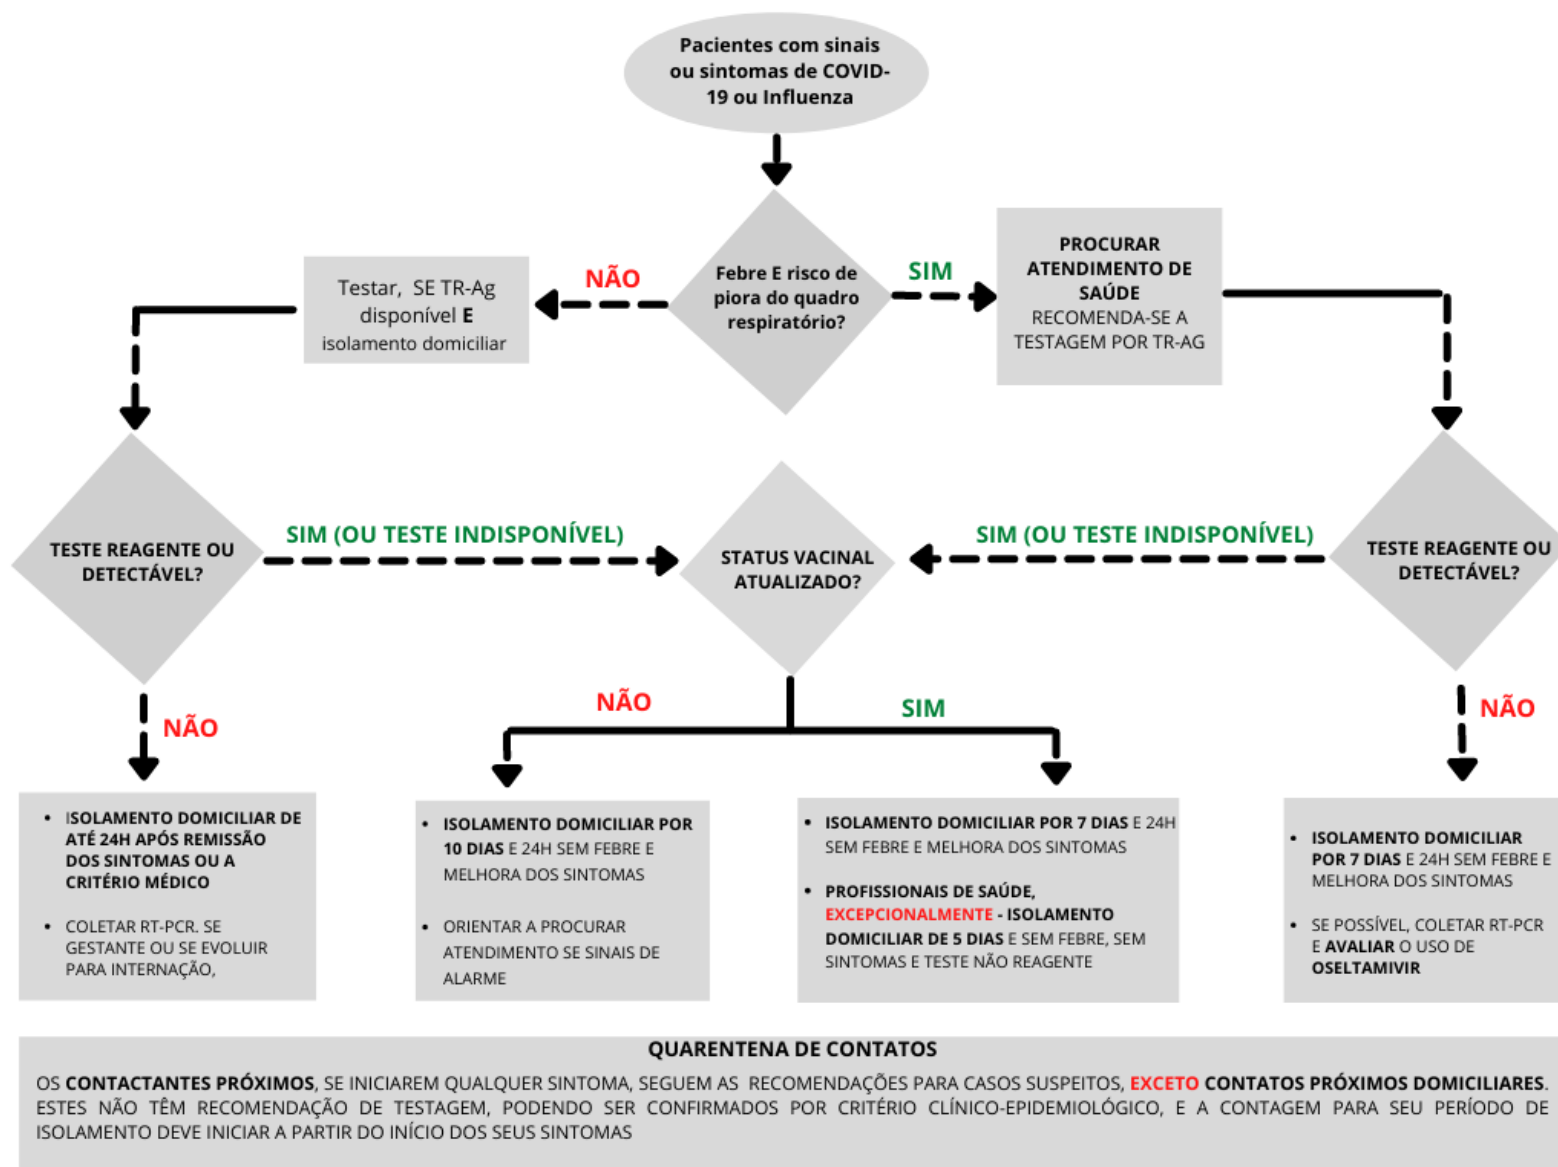 Pacientes com sinais
ou sintomas de COVID-
19 ou Influenza
Febre E risco de
piora do quadro
respiratório?
NÃO
SIM
Testar, SE TR-Ag
disponível E
isolamento domiciliar
PROCURAR
ATENDIMENTO DE
SAÚDE
RECOMENDA-SE A
TESTAGEM POR TR-AG
TESTE REAGENTE OU
DETECTÁVEL?
SIM (OU TESTE INDISPONÍVEL)
STATUS VACINAL
ATUALIZADO?
SIM (OU TESTE INDISPONÍVEL)
TESTE REAGENTE OU
DETECTÁVEL?
NÃO
NÃO
SIM
NÃO
• ISOLAMENTO DOMICILIAR DE
ATÉ 24H APÓS REMISSÃO
DOS SINTOMAS OU A
CRITÉRIO MÉDICO
• COLETAR RT-PCR. SE
GESTANTE OU SE EVOLUIR
PARA INTERNAÇÃO,
• ISOLAMENTO DOMICILIAR POR
10 DIAS E 24H SEM FEBRE E
MELHORA DOS SINTOMAS
• ORIENTAR A PROCURAR
ATENDIMENTO SE SINAIS DE
ALARME
• ISOLAMENTO DOMICILIAR POR 7 DIAS E 24H
SEM FEBRE E MELHORA DOS SINTOMAS
• PROFISSIONAIS DE SAÚDE,
EXCEPCIONALMENTE - ISOLAMENTO
DOMICILIAR DE 5 DIAS E SEM FEBRE, SEM
SINTOMAS E TESTE NÃO REAGENTE
• ISOLAMENTO DOMICILIAR
POR 7 DIAS E 24H SEM FEBRE E
MELHORA DOS SINTOMAS
• SE POSSÍVEL, COLETAR RT-PCR
E AVALIAR O USO DE
OSELTAMIVIR
QUARENTENA DE CONTATOS
OS CONTACTANTES PRÓXIMOS, SE INICIAREM QUALQUER SINTOMA, SEGUEM AS RECOMENDAÇÕES PARA CASOS SUSPEITOS, EXCETO CONTATOS PRÓXIMOS DOMICILIARES.
ESTES NÃO TÊM RECOMENDAÇÃO DE TESTAGEM, PODENDO SER CONFIRMADOS POR CRITÉRIO CLÍNICO-EPIDEMIOLÓGICO, E A CONTAGEM PARA SEU PERÍODO DE
ISOLAMENTO DEVE INICIAR A PARTIR DO INÍCIO DOS SEUS SINTOMAS